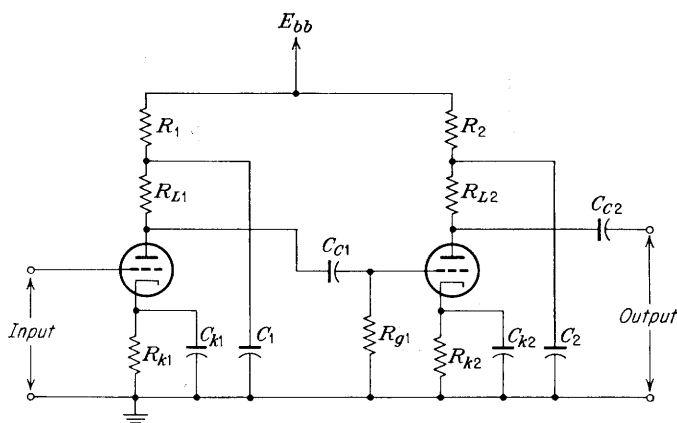 E_bb
R_1
R_2
R_L1
R_L2
C_C1
C_C2
Input
R_k1
C_k1
C_1
R_g1
R_k2
C_k2
C_2
Output